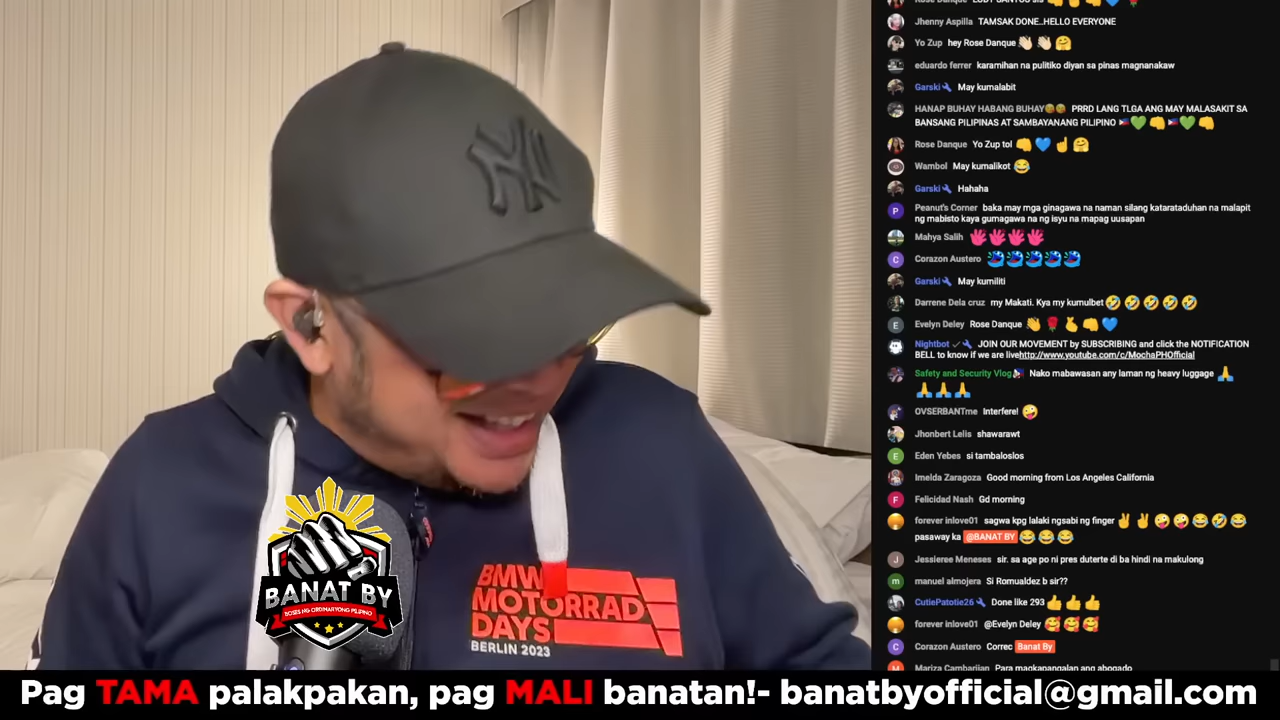 Jhenny Aspilla TAMSAK DONE..HELLO EVERYONE
Yo Zup hey Rose Danque
eduardo ferrer karamihan na pulitiko diyan sa pinas magnanakaw
Garski May kumalabit
HANAP BUHAY HABANG BUHAY PRRD LANG TLGA ANG MAY MALASAKIT SA
BANSANG PILIPINAS AT SAMBAYANANG PILIPINO
Rose Danque Yo Zup tol
Wambol May kumalikot
Garski Hahaha
P Peanut's Corner baka may mga ginagawa na naman silang katarataduhan na malapit
ng mabisto kaya gumagawa na ng isyu na mapag uusapan
Mahya Salih
C Corazon Austero
Garski May kumiliti
Darrene Dela cruz my Makati. Kya my kumulbet
E Evelyn Deley Rose Danque
Nightbot JOIN OUR MOVEMENT by SUBSCRIBING and click the NOTIFICATION
BELL to know if we are livehttp://www.youtube.com/c/MochaPHOfficial
Safety and Security Vlog Nako mabawasan any laman ng heavy luggage
OVSERBANTme Interfere!
Jhonbert Lelis shawarawt
E Eden Yebes si tambaloslos
Imelda Zaragoza Good morning from Los Angeles California
F Felicidad Nash Gd morning
forever inlove01 sagwa kpg lalaki ngsabi ng finger
pasaway ka @BANAT BY
J Jessieree Meneses sir. sa age po ni pres duterte di ba hindi na makulong
m manuel almojera Si Romualdez b sir??
CutiePatotie26 Done like 293
forever inlove01 @Evelyn Deley
C Corazon Austero Correc Banat By
Mariza Cambarijan Para magkapangalan ang abogado
NY
BANAT BY
BOSES NG ORDINARYONG PILIPINO
BMW
MOTORRAD
DAYS
BERLIN 2023
Pag TAMA palakpakan, pag MALI banatan!- banatbyofficial@gmail.com